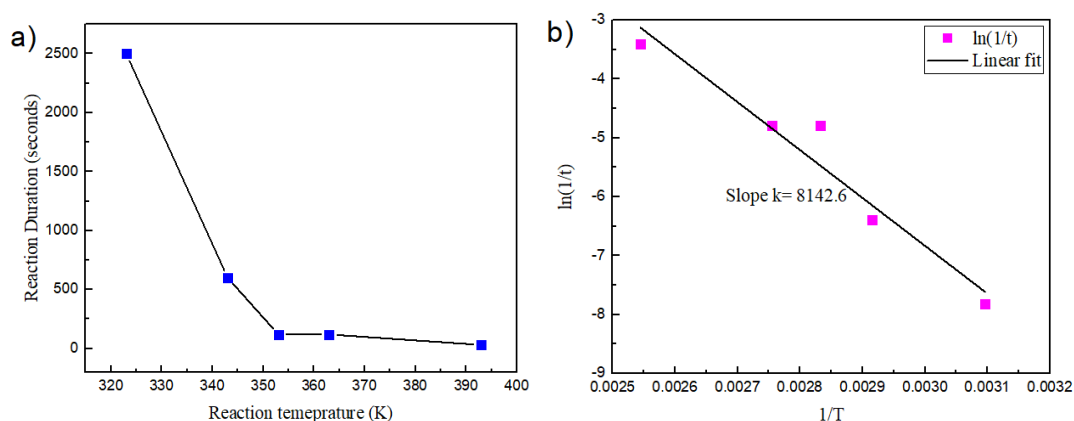 a)
2500
2000
1500
1000
500
0
320 330 340 350 360 370 380 390 400
Reaction Duration (seconds)
Reaction temeprature (K)
b)
-3
-4
-5
-6
-7
-8
-9
0.0025 0.0026 0.0027 0.0028 0.0029 0.0030 0.0031 0.0032
ln(1/t)
1/T
ln(1/t)
Linear fit
Slope k= 8142.6